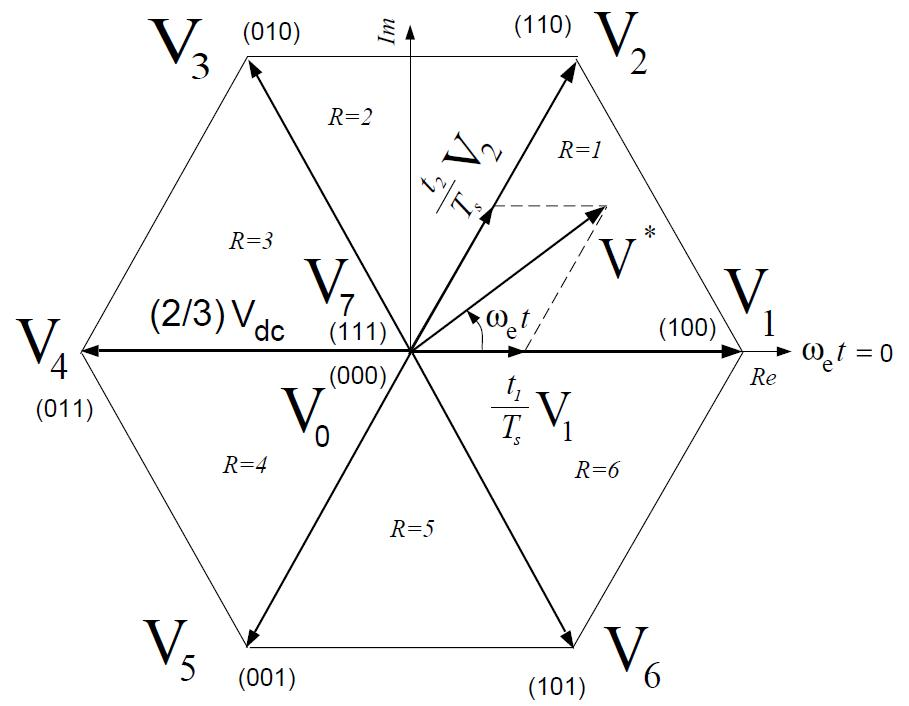 (010)
Im
(110)
V3
V2
R=2
R=1
t2/Ts V2
R=3
V*
V7
V1
(2/3) Vdc
(111)
ωe t
(100)
V4
ωe t = 0
(000)
Re
(011)
V0
t1/Ts V1
R=4
R=6
R=5
V5
V6
(001)
(101)